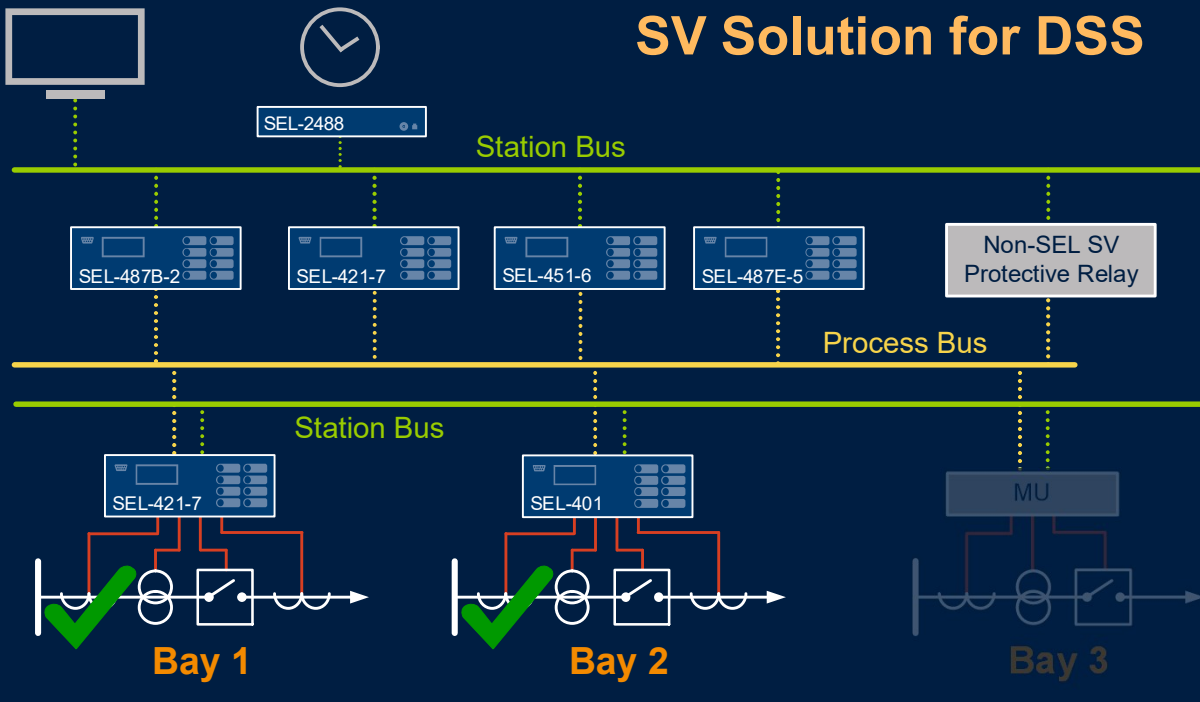 SV Solution for DSS
SEL-2488
Station Bus
SEL-487B-2
SEL-421-7
SEL-451-6
SEL-487E-5
Non-SEL SV
Protective Relay
Process Bus
Station Bus
SEL-421-7
SEL-401
MU
Bay 1
Bay 2
Bay 3